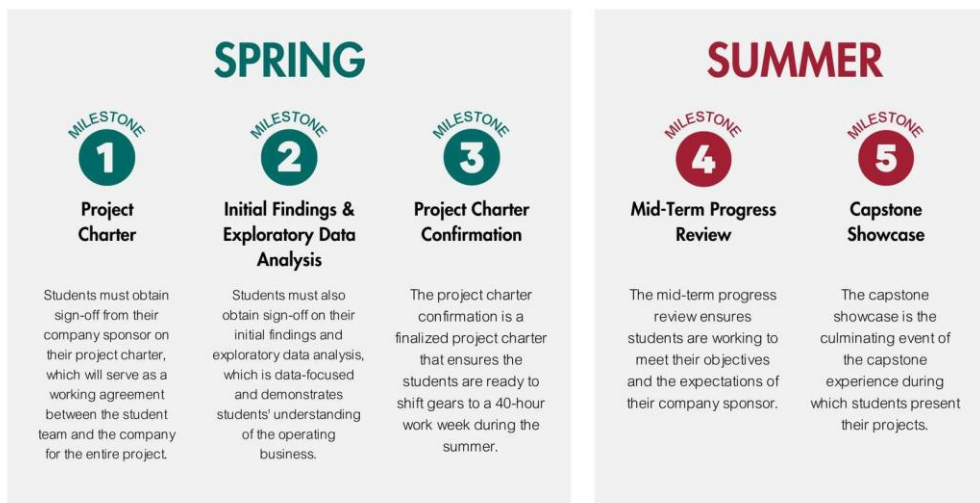 SPRING
MILESTONE
1
Project
Charter
Students must obtain
sign-off from their
company sponsor on
their project charter,
which will serve as a
working agreement
between the student
team and the company
for the entire project.
MILESTONE
2
Initial Findings &
Exploratory Data
Analysis
Students must also
obtain sign-off on their
initial findings and
exploratory data analysis,
which is data-focused
and demonstrates
students' understanding
of the operating
business.
MILESTONE
3
Project Charter
Confirmation
The project charter
confirmation is a
finalized project charter
that ensures the
students are ready to
shift gears to a 40-hour
work week during the
summer.
SUMMER
MILESTONE
4
Mid-Term Progress
Review
The mid-term progress
review ensures
students are working to
meet their objectives
and the expectations of
their company sponsor.
MILESTONE
5
Capstone
Showcase
The capstone
showcase is the
culminating event of
the capstone
experience during
which students present
their projects.